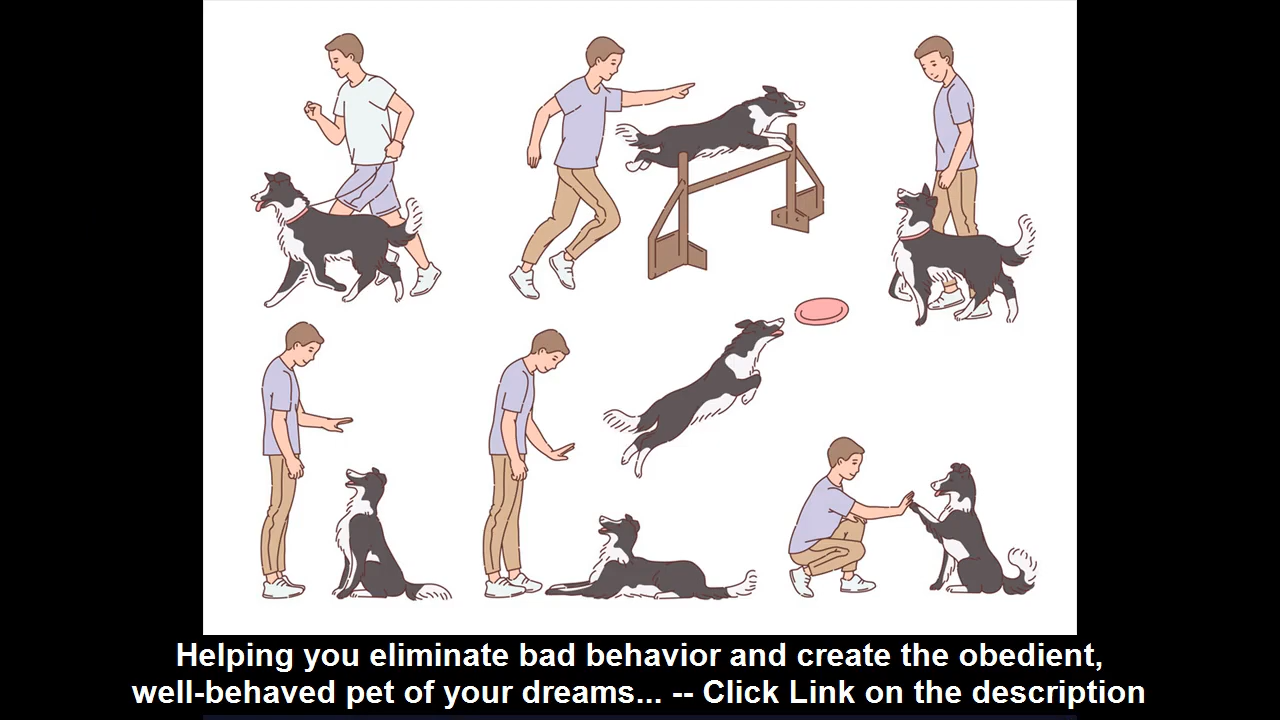 Helping you eliminate bad behavior and create the obedient,
well-behaved pet of your dreams... -- Click Link on the description